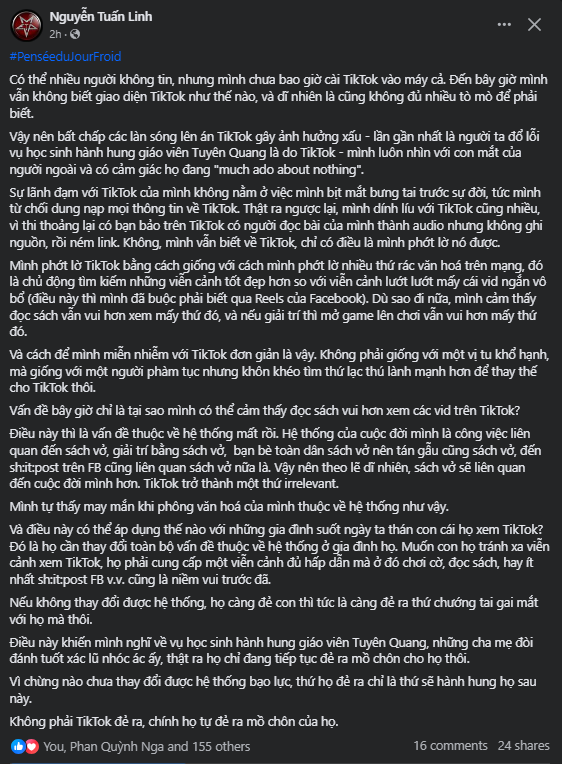 Nguyễn Tuấn Linh
2h ·
#PenséeduJourFroid
Có thể nhiều người không tin, nhưng mình chưa bao giờ cài TikTok vào máy cả. Đến bây giờ mình
vẫn không biết giao diện TikTok như thế nào, và dĩ nhiên là cũng không đủ nhiều tò mò để phải
biết.
Vậy nên bất chấp các làn sóng lên án TikTok gây ảnh hưởng xấu - lần gần nhất là người ta đổ lỗi
vụ học sinh hành hung giáo viên Tuyên Quang là do TikTok - mình luôn nhìn với con mắt của
người ngoài và có cảm giác họ đang "much ado about nothing".
Sự lãnh đạm với TikTok của mình không nằm ở việc mình bịt mắt bưng tai trước sự đời, tức mình
từ chối dung nạp mọi thông tin về TikTok. Thật ra ngược lại, mình dính líu với TikTok cũng nhiều,
vì thi thoảng lại có bạn bảo trên TikTok có người đọc bài của mình thành audio nhưng không ghi
nguồn, rồi ném link. Không, mình vẫn biết về TikTok, chỉ có điều là mình phớt lờ nó được.
Mình phớt lờ TikTok bằng cách giống với cách mình phớt lờ nhiều thứ rác văn hoá trên mạng, đó
là chủ động tìm kiếm những viễn cảnh tốt đẹp hơn so với viễn cảnh lướt lướt mấy cái vid ngắn vô
bổ (điều này thì mình đã buộc phải biết qua Reels của Facebook). Dù sao đi nữa, mình cảm thấy
đọc sách vẫn vui hơn xem mấy thứ đó, và nếu giải trí thì mở game lên chơi vẫn vui hơn mấy thứ
đó.
Và cách để mình miễn nhiễm với TikTok đơn giản là vậy. Không phải giống với một vị tu khổ hạnh,
mà giống với một người phàm tục nhưng khôn khéo tìm thứ lạc thú lành mạnh hơn để thay thế
cho TikTok thôi.
Vấn đề bây giờ chỉ là tại sao mình có thể cảm thấy đọc sách vui hơn xem các vid trên TikTok?
Điều này thì là vấn đề thuộc về hệ thống mất rồi. Hệ thống của cuộc đời mình là công việc liên
quan đến sách vở, giải trí bằng sách vở, bạn bè toàn dân sách vở nên tán gẫu cũng sách vở, đến
sh:it:post trên FB cũng liên quan sách vở nữa là. Vậy nên theo lẽ dĩ nhiên, sách vở sẽ liên quan
đến cuộc đời mình hơn. TikTok trở thành một thứ irrelevant.
Mình tự thấy may mắn khi phông văn hoá của mình thuộc về hệ thống như vậy.
Và điều này có thể áp dụng thế nào với những gia đình suốt ngày ta thán con cái họ xem TikTok?
Đó là họ cần thay đổi toàn bộ vấn đề thuộc về hệ thống ở gia đình họ. Muốn con họ tránh xa viễn
cảnh xem TikTok, họ phải cung cấp một viễn cảnh đủ hấp dẫn mà ở đó chơi cờ, đọc sách, hay ít
nhất sh:it:post FB v.v. cũng là niềm vui trước đã.
Nếu không thay đổi được hệ thống, họ càng đẻ con thì tức là càng đẻ ra thứ chướng tai gai mắt
với họ mà thôi.
Điều này khiến mình nghĩ về vụ học sinh hành hung giáo viên Tuyên Quang, những cha mẹ đòi
đánh tuốt xác lũ nhóc ác ấy, thật ra họ chỉ đang tiếp tục đẻ ra mồ chôn cho họ thôi.
Vì chừng nào chưa thay đổi được hệ thống bạo lực, thứ họ đẻ ra chỉ là thứ sẽ hành hung họ sau
này.
Không phải TikTok đẻ ra, chính họ tự đẻ ra mồ chôn của họ.
You, Phan Quỳnh Nga and 155 others
16 comments 24 shares